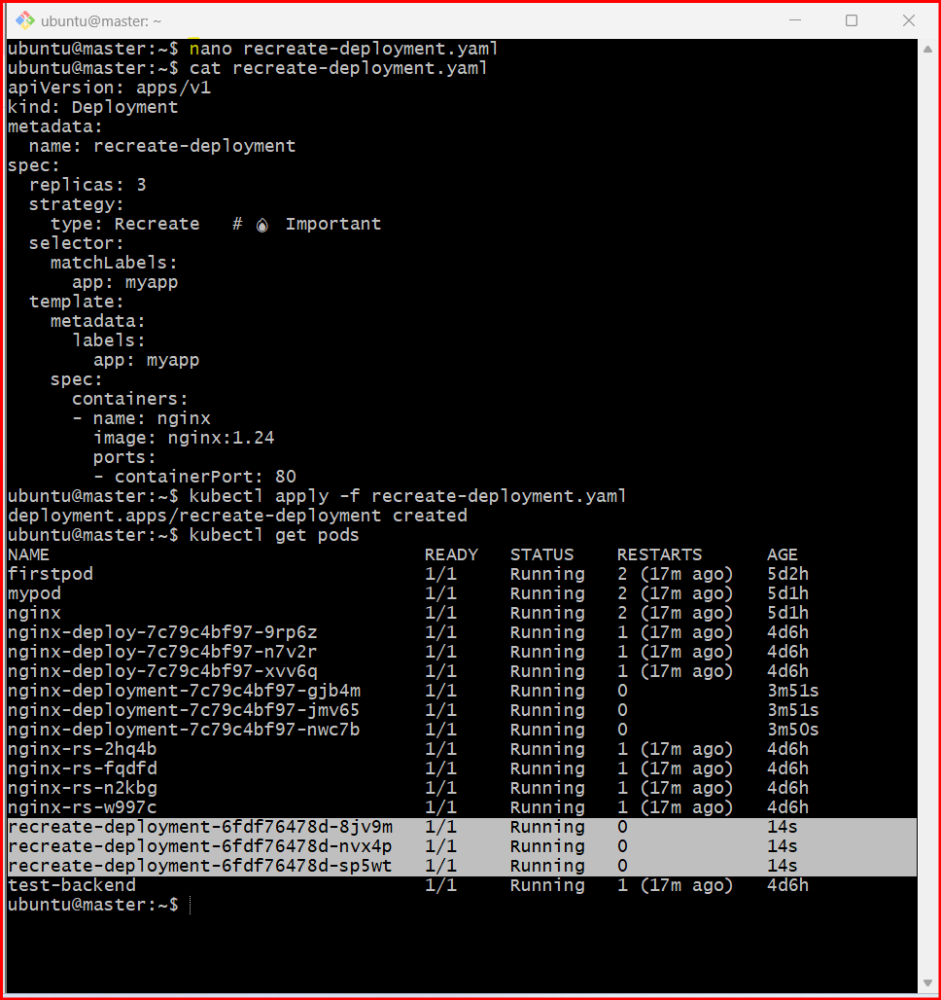 ubuntu@master: ~
ubuntu@master:~$ nano recreate-deployment.yaml
ubuntu@master:~$ cat recreate-deployment.yaml
apiVersion: apps/v1
kind: Deployment
metadata:
  name: recreate-deployment
spec:
  replicas: 3
  strategy:
    type: Recreate   # 🔥 Important
  selector:
    matchLabels:
      app: myapp
  template:
    metadata:
      labels:
        app: myapp
    spec:
      containers:
      - name: nginx
        image: nginx:1.24
        ports:
        - containerPort: 80
ubuntu@master:~$ kubectl apply -f recreate-deployment.yaml
deployment.apps/recreate-deployment created
ubuntu@master:~$ kubectl get pods
NAME                                   READY   STATUS    RESTARTS      AGE
firstpod                               1/1     Running   2 (17m ago)   5d2h
mypod                                  1/1     Running   2 (17m ago)   5d1h
nginx                                  1/1     Running   2 (17m ago)   5d1h
nginx-deploy-7c79c4bf97-9rp6z          1/1     Running   1 (17m ago)   4d6h
nginx-deploy-7c79c4bf97-n7v2r          1/1     Running   1 (17m ago)   4d6h
nginx-deploy-7c79c4bf97-xvv6q          1/1     Running   1 (17m ago)   4d6h
nginx-deployment-7c79c4bf97-gjb4m      1/1     Running   0             3m51s
nginx-deployment-7c79c4bf97-jmv65      1/1     Running   0             3m51s
nginx-deployment-7c79c4bf97-nwc7b      1/1     Running   0             3m50s
nginx-rs-2hq4b                         1/1     Running   1 (17m ago)   4d6h
nginx-rs-fqdfd                         1/1     Running   1 (17m ago)   4d6h
nginx-rs-n2kbg                         1/1     Running   1 (17m ago)   4d6h
nginx-rs-w997c                         1/1     Running   1 (17m ago)   4d6h
recreate-deployment-6fdf76478d-8jv9m   1/1     Running   0             14s
recreate-deployment-6fdf76478d-nvx4p   1/1     Running   0             14s
recreate-deployment-6fdf76478d-sp5wt   1/1     Running   0             14s
test-backend                           1/1     Running   1 (17m ago)   4d6h
ubuntu@master:~$